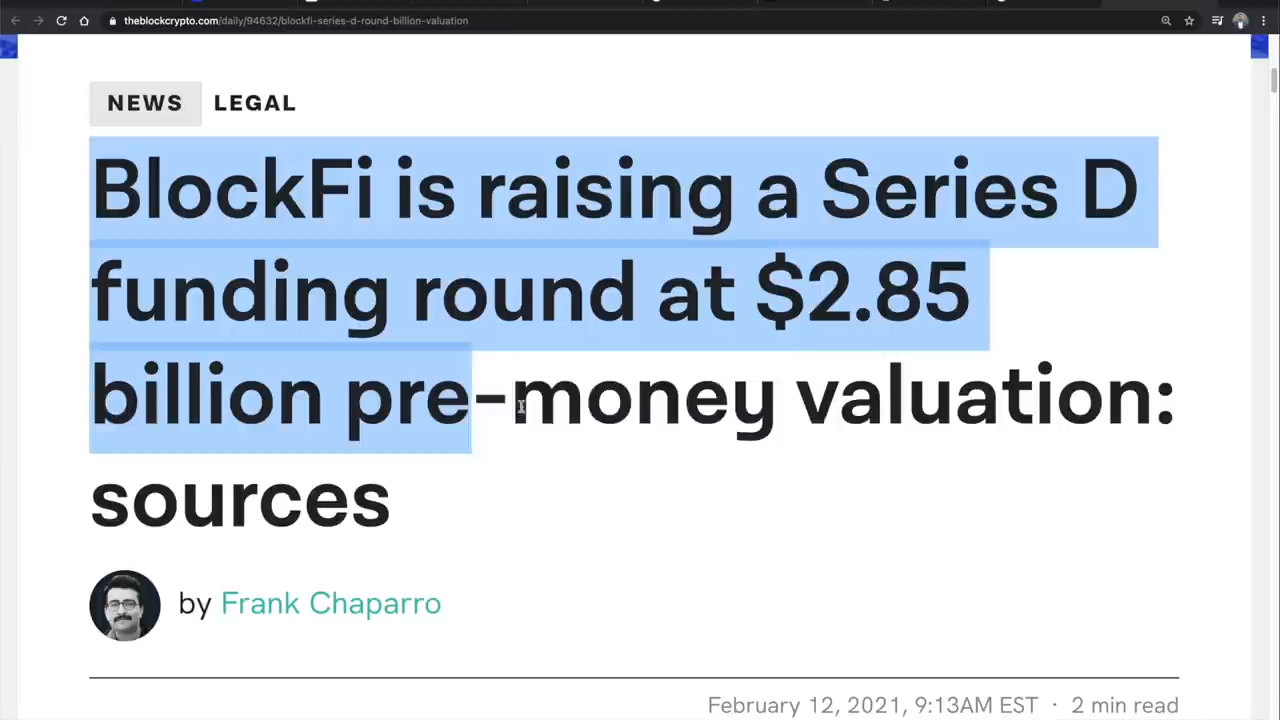 theblockcrypto.com/daily/94632/blockfi-series-d-round-billion-valuation
NEWS LEGAL
BlockFi is raising a Series D
funding round at $2.85
billion pre-money valuation:
sources
by Frank Chaparro
February 12, 2021, 9:13AM EST · 2 min read